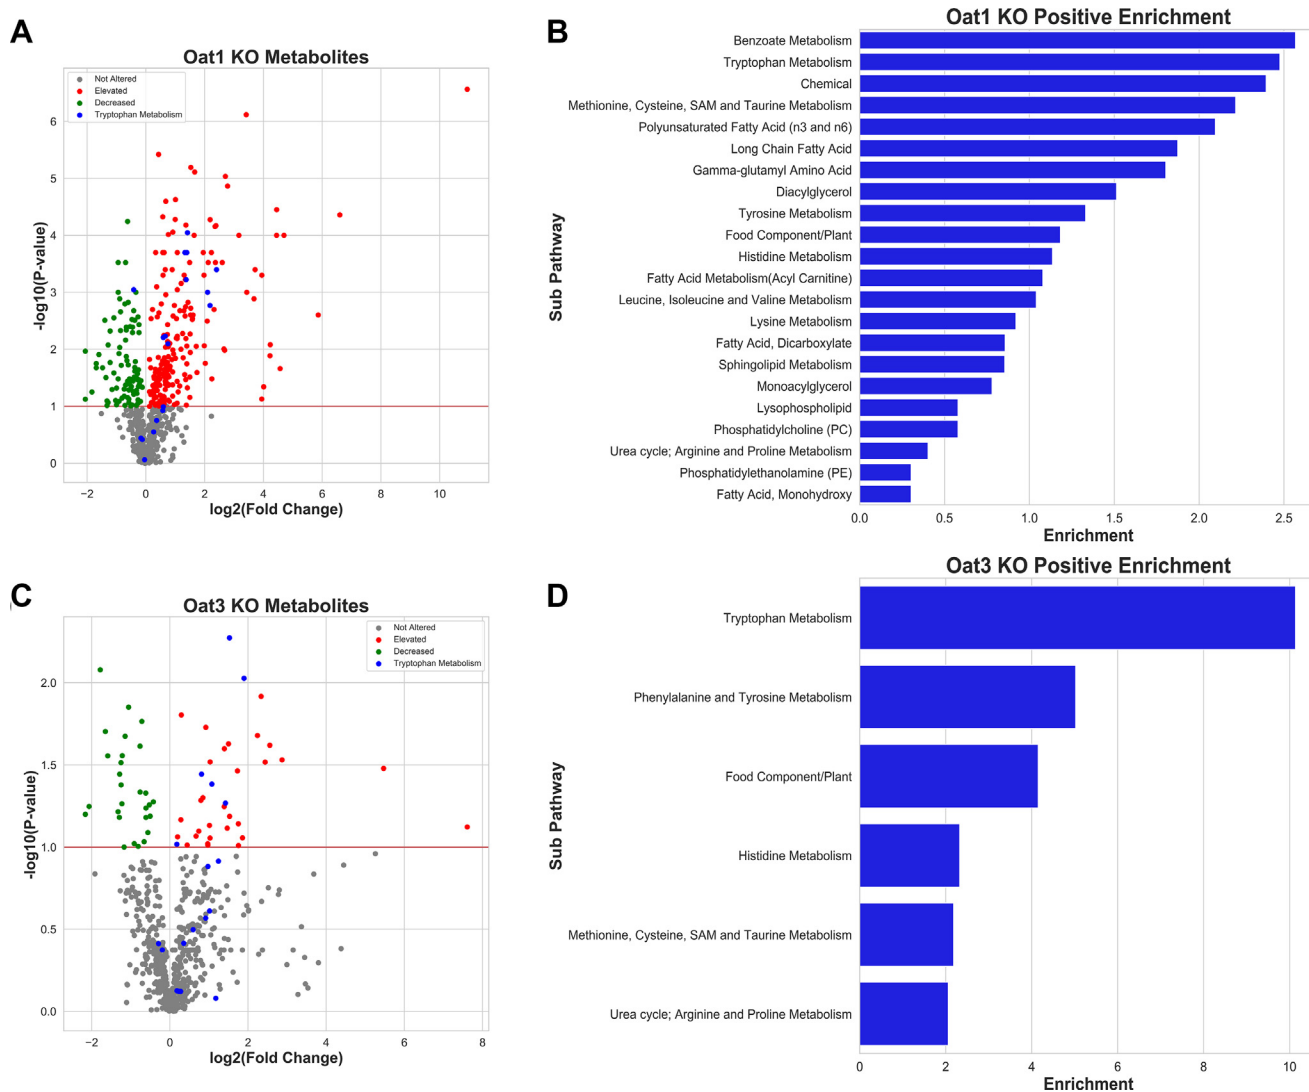 A
Oat1 KO Metabolites
Not Altered
Elevated
Decreased
Tryptophan Metabolism
-log10(P-value)
6
5
4
3
2
1
0
−2
0
2
4
6
8
10
log2(Fold Change)
B
Oat1 KO Positive Enrichment
Sub Pathway
Benzoate Metabolism
Tryptophan Metabolism
Chemical
Methionine, Cysteine, SAM and Taurine Metabolism
Polyunsaturated Fatty Acid (n3 and n6)
Long Chain Fatty Acid
Gamma-glutamyl Amino Acid
Diacylglycerol
Tyrosine Metabolism
Food Component/Plant
Histidine Metabolism
Fatty Acid Metabolism(Acyl Carnitine)
Leucine, Isoleucine and Valine Metabolism
Lysine Metabolism
Fatty Acid, Dicarboxylate
Sphingolipid Metabolism
Monoacylglycerol
Lysophospholipid
Phosphatidylcholine (PC)
Urea cycle; Arginine and Proline Metabolism
Phosphatidylethanolamine (PE)
Fatty Acid, Monohydroxy
0.0
0.5
1.0
1.5
2.0
2.5
Enrichment
C
Oat3 KO Metabolites
Not Altered
Elevated
Decreased
Tryptophan Metabolism
-log10(P-value)
2.0
1.5
1.0
0.5
0.0
−2
0
2
4
6
8
log2(Fold Change)
D
Oat3 KO Positive Enrichment
Sub Pathway
Tryptophan Metabolism
Phenylalanine and Tyrosine Metabolism
Food Component/Plant
Histidine Metabolism
Methionine, Cysteine, SAM and Taurine Metabolism
Urea cycle; Arginine and Proline Metabolism
0
2
4
6
8
10
Enrichment